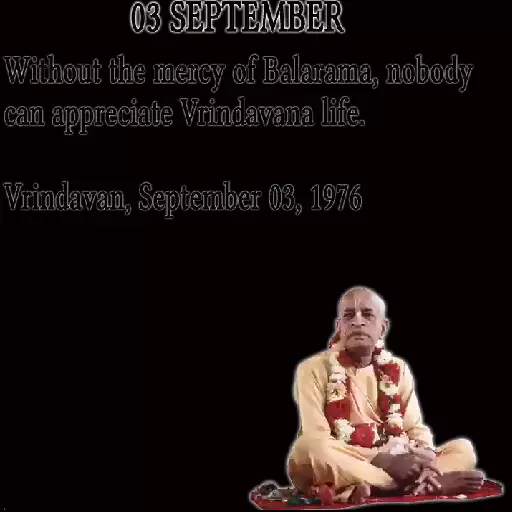 03 SEPTEMBER
Without the mercy of Balarama, nobody
can appreciate Vrindavana life.
Vrindavan, September 03, 1976